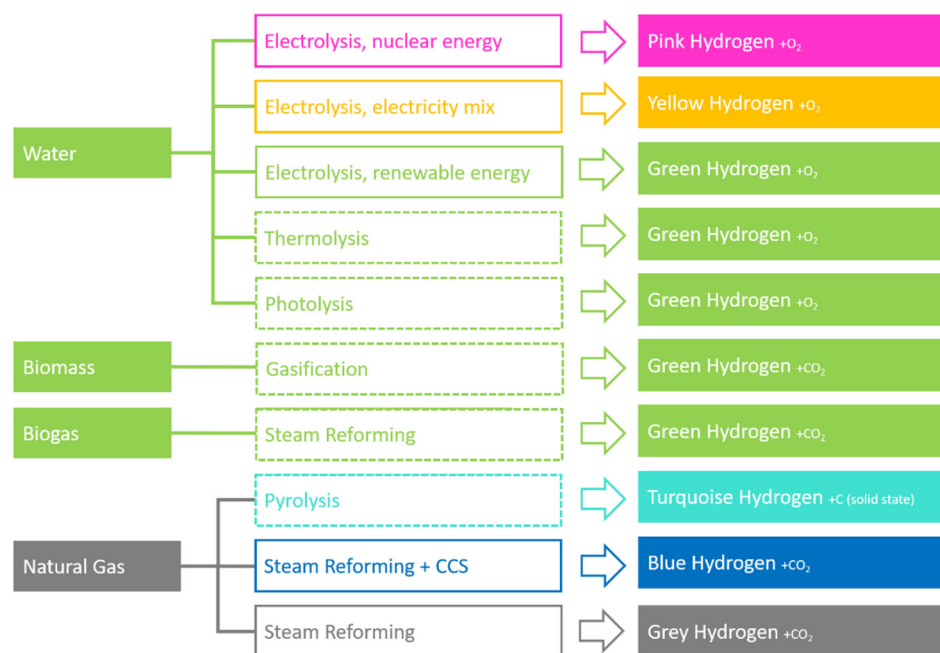 Electrolysis, nuclear energy
Pink Hydrogen +O₂
Electrolysis, electricity mix
Yellow Hydrogen +O₂
Water
Electrolysis, renewable energy
Green Hydrogen +O₂
Thermolysis
Green Hydrogen +O₂
Photolysis
Green Hydrogen +O₂
Biomass
Gasification
Green Hydrogen +CO₂
Biogas
Steam Reforming
Green Hydrogen +CO₂
Pyrolysis
Turquoise Hydrogen +C (solid state)
Natural Gas
Steam Reforming + CCS
Blue Hydrogen +CO₂
Steam Reforming
Grey Hydrogen +CO₂